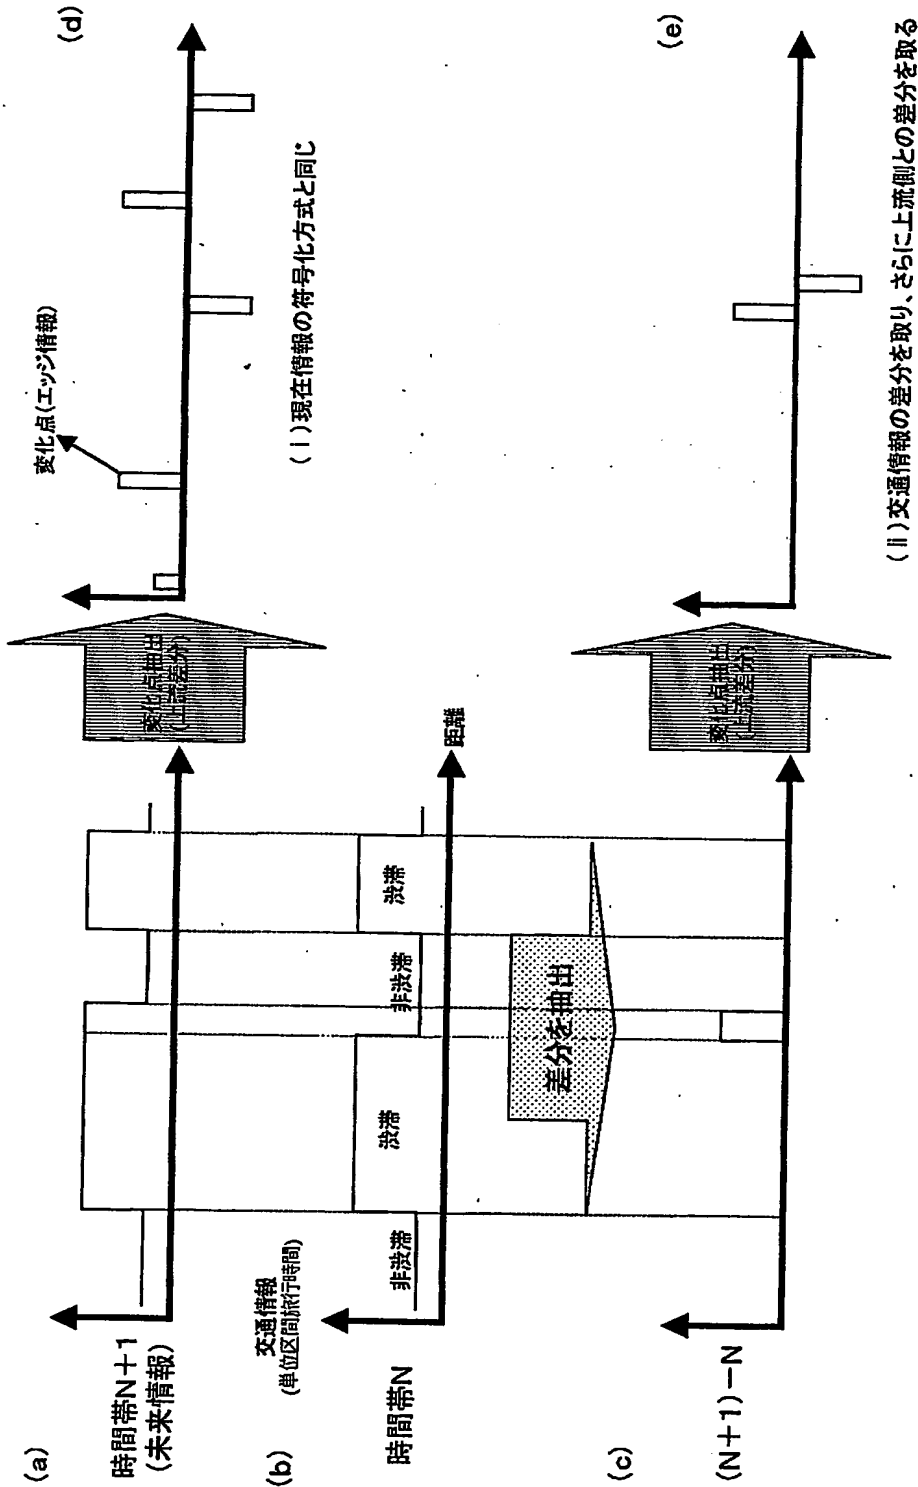 (a)
時間帯N+1
(未来情報)
変化点抽出
(上流差分)
変化点(エッジ情報)
(d)
(ⅰ)現在情報の符号化方式と同じ
(b)
交通情報
(単位区間旅行時間)
時間帯N
非渋滞
渋滞
非渋滞
渋滞
距離
差分を抽出
(c)
(N+1)-N
変化点抽出
(上流差分)
(e)
(ⅱ)交通情報の差分を取り、さらに上流側との差分を取る